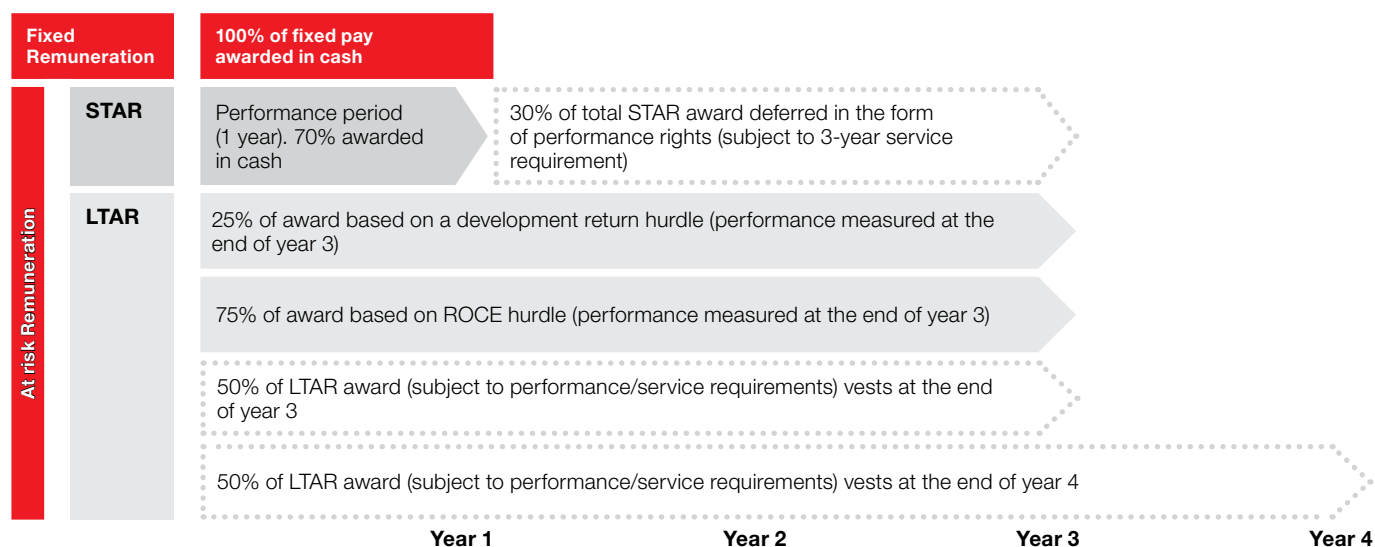 Fixed
Remuneration
100% of fixed pay
awarded in cash
At risk Remuneration
STAR
Performance period
(1 year). 70% awarded
in cash
30% of total STAR award deferred in the form
of performance rights (subject to 3-year service
requirement)
LTAR
25% of award based on a development return hurdle (performance measured at the
end of year 3)
75% of award based on ROCE hurdle (performance measured at the end of year 3)
50% of LTAR award (subject to performance/service requirements) vests at the end
of year 3
50% of LTAR award (subject to performance/service requirements) vests at the end of year 4
Year 1
Year 2
Year 3
Year 4